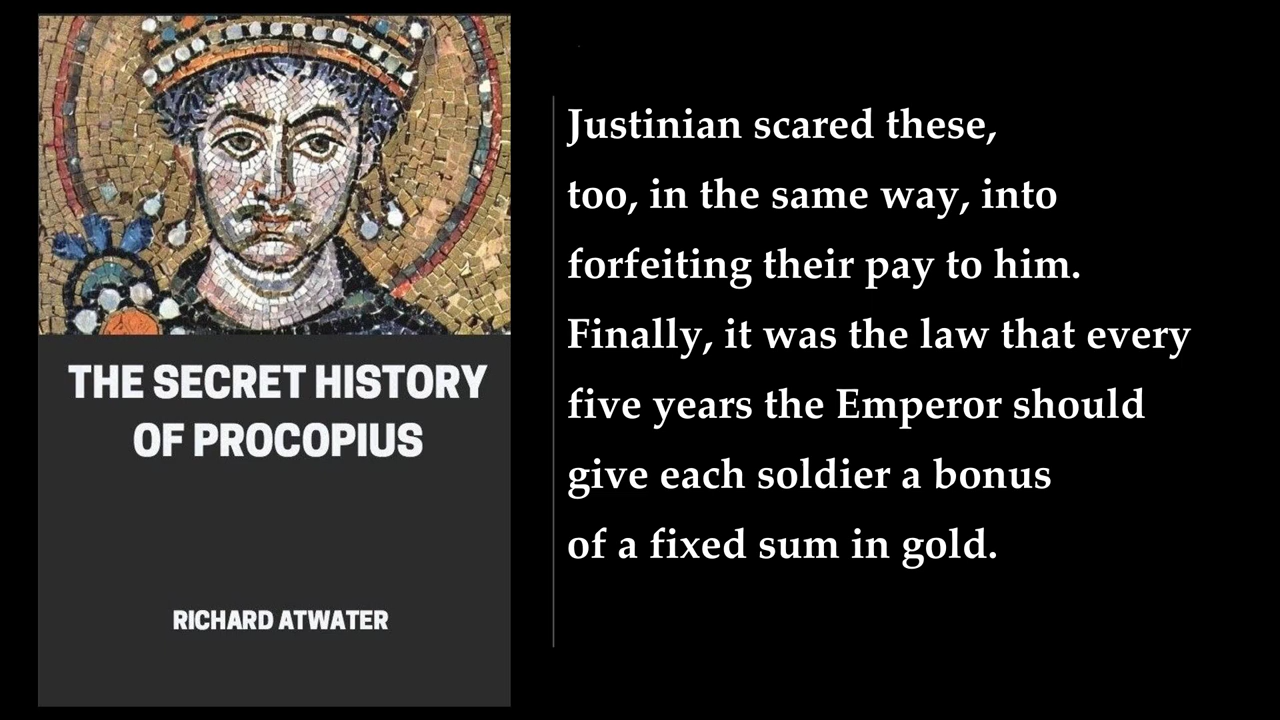 THE SECRET HISTORY
OF PROCOPIUS
RICHARD ATWATER
Justinian scared these,
too, in the same way, into
forfeiting their pay to him.
Finally, it was the law that every
five years the Emperor should
give each soldier a bonus
of a fixed sum in gold.